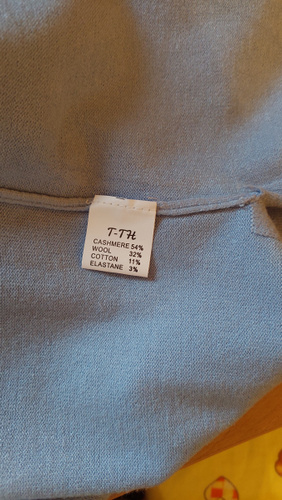 T-TH
CASHMERE 54%
WOOL 32%
COTTON 11%
ELASTANE 3%